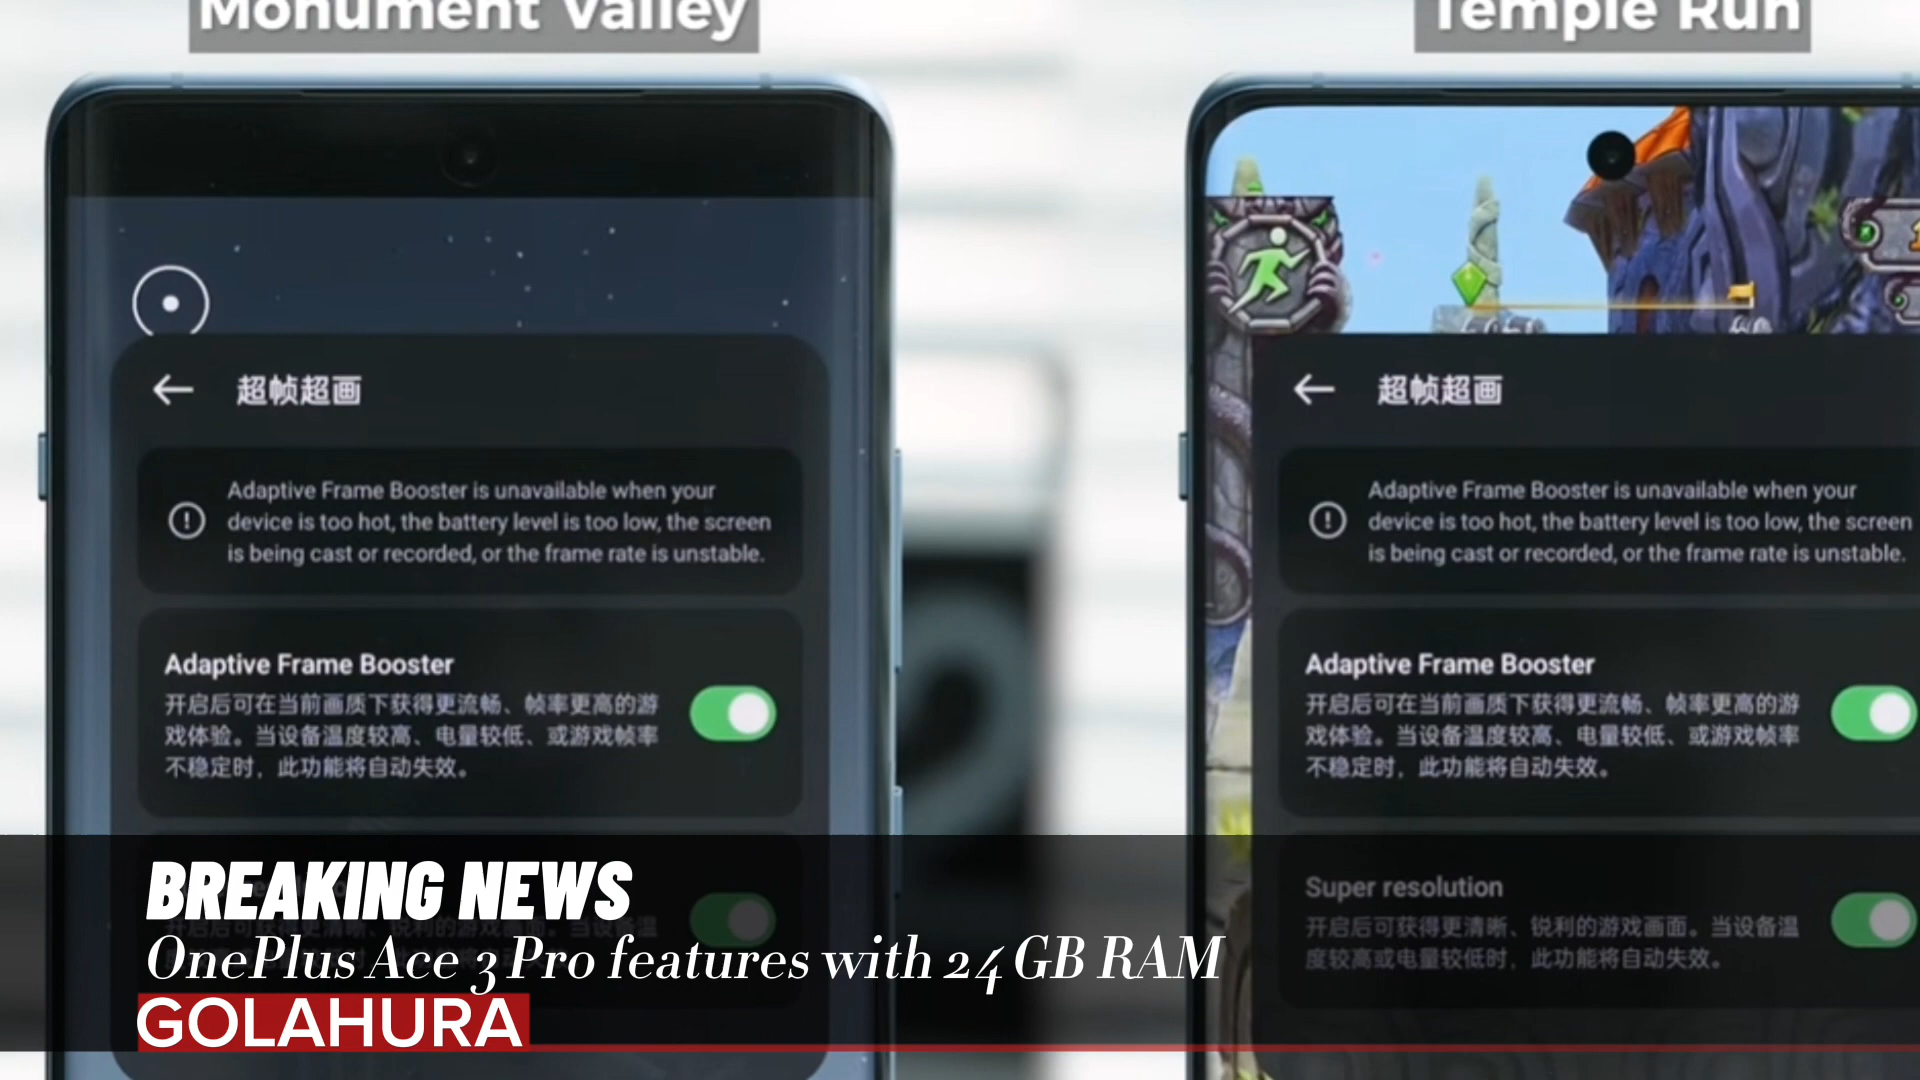 Monument Valley
Temple Run
超帧超画
Adaptive Frame Booster is unavailable when your
device is too hot, the battery level is too low, the screen
is being cast or recorded, or the frame rate is unstable.
Adaptive Frame Booster
开启后可在当前画质下获得更流畅、帧率更高的游
戏体验。当设备温度较高、电量较低、或游戏帧率
不稳定时，此功能将自动失效。
超帧超画
Adaptive Frame Booster is unavailable when your
device is too hot, the battery level is too low, the screen
is being cast or recorded, or the frame rate is unstable.
Adaptive Frame Booster
开启后可在当前画质下获得更流畅、帧率更高的游
戏体验。当设备温度较高、电量较低、或游戏帧率
不稳定时，此功能将自动失效。
Super resolution
开启后可获得更清晰、锐利的游戏画面。当设备温
度较高或电量较低时，此功能将自动失效。
BREAKING NEWS
OnePlus Ace 3 Pro features with 24 GB RAM
GOLAHURA